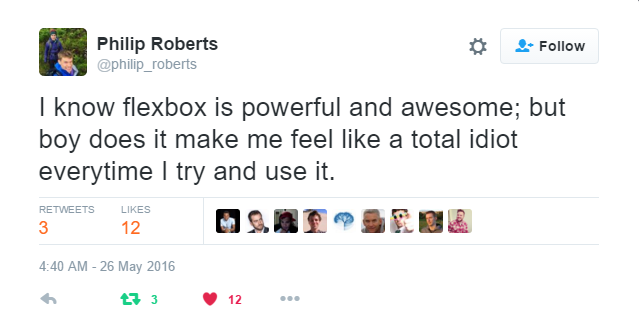 Philip Roberts
@philip_roberts
Follow
I know flexbox is powerful and awesome; but
boy does it make me feel like a total idiot
everytime I try and use it.
RETWEETS LIKES
3 12
4:40 AM - 26 May 2016
3 12